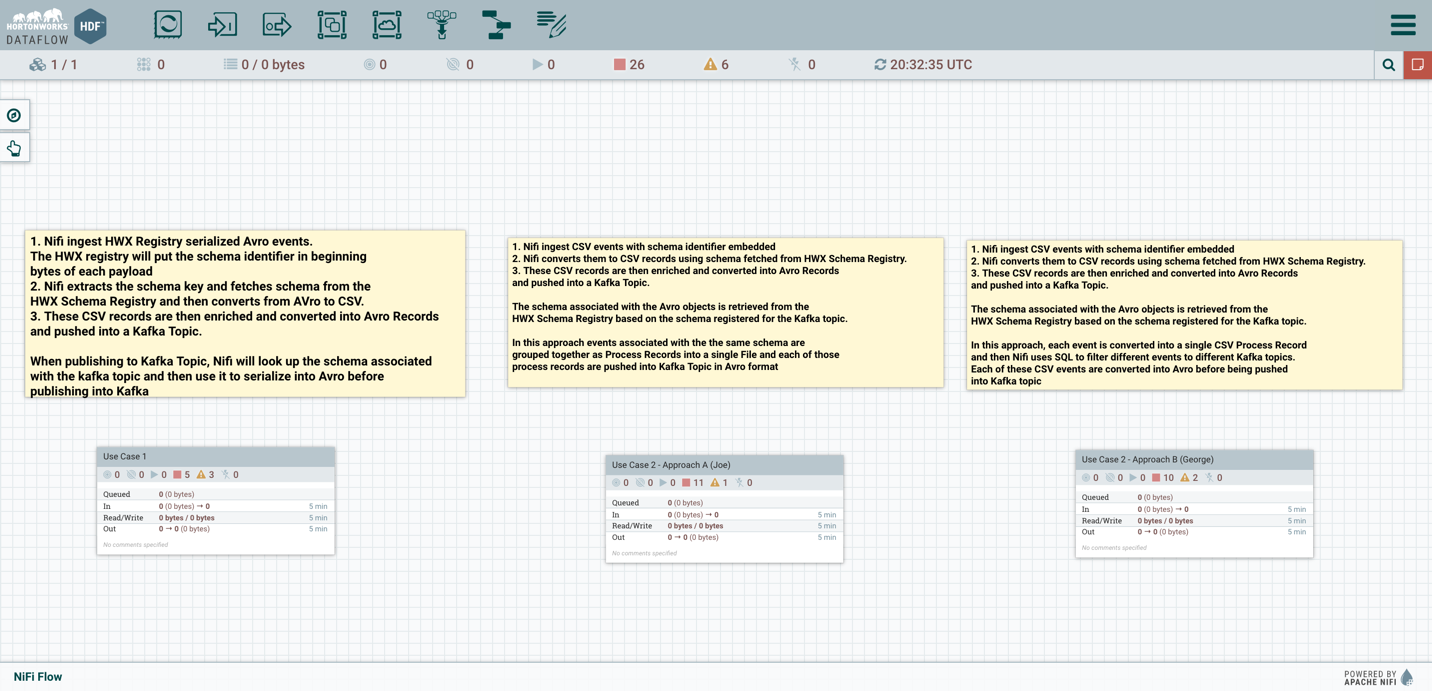 HORTONWORKS
DATAFLOW
HDF
1 / 1
0
0 / 0 bytes
0
0
0
26
6
0
20:32:35 UTC
1. Nifi ingest HWX Registry serialized Avro events.
The HWX registry will put the schema identifier in beginning
bytes of each payload
2. Nifi extracts the schema key and fetches schema from the
HWX Schema Registry and then converts from AVro to CSV.
3. These CSV records are then enriched and converted into Avro Records
and pushed into a Kafka Topic.
When publishing to Kafka Topic, Nifi will look up the schema associated
with the kafka topic and then use it to serialize into Avro before
publishing into Kafka
1. Nifi ingest CSV events with schema identifier embedded
2. Nifi converts them to CSV records using schema fetched from HWX Schema Registry.
3. These CSV records are then enriched and converted into Avro Records
and pushed into a Kafka Topic.
The schema associated with the Avro objects is retrieved from the
HWX Schema Registry based on the schema registered for the Kafka topic.
In this approach events associated with the the same schema are
grouped together as Process Records into a single File and each of those
process records are pushed into Kafka Topic in Avro format
1. Nifi ingest CSV events with schema identifier embedded
2. Nifi converts them to CSV records using schema fetched from HWX Schema Registry.
3. These CSV records are then enriched and converted into Avro Records
and pushed into a Kafka Topic.
The schema associated with the Avro objects is retrieved from the
HWX Schema Registry based on the schema registered for the Kafka topic.
In this approach, each event is converted into a single CSV Process Record
and then Nifi uses SQL to filter different events to different Kafka topics.
Each of these CSV events are converted into Avro before being pushed
into Kafka topic
Use Case 1
0 0 0 5 3 0
Queued 0 (0 bytes)
In 0 (0 bytes) → 0 5 min
Read/Write 0 bytes / 0 bytes 5 min
Out 0 → 0 (0 bytes) 5 min
No comments specified
Use Case 2 - Approach A (Joe)
0 0 0 11 1 0
Queued 0 (0 bytes)
In 0 (0 bytes) → 0 5 min
Read/Write 0 bytes / 0 bytes 5 min
Out 0 → 0 (0 bytes) 5 min
No comments specified
Use Case 2 - Approach B (George)
0 0 0 10 2 0
Queued 0 (0 bytes)
In 0 (0 bytes) → 0 5 min
Read/Write 0 bytes / 0 bytes 5 min
Out 0 → 0 (0 bytes) 5 min
No comments specified
NiFi Flow
POWERED BY
APACHE NIFI